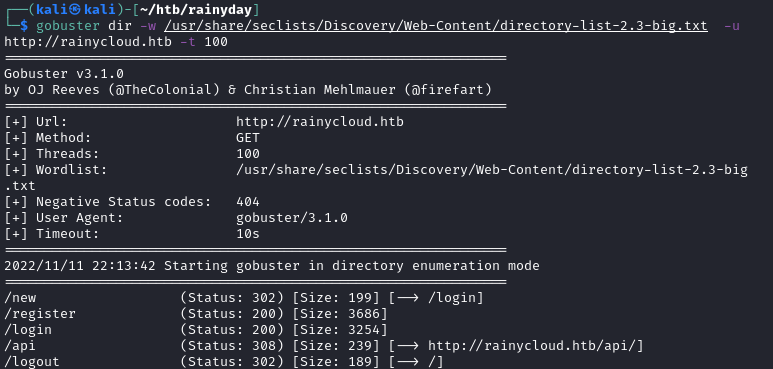 ┌──(kali㉿kali)-[~/htb/rainyday]
└─$ gobuster dir -w /usr/share/seclists/Discovery/Web-Content/directory-list-2.3-big.txt -u
http://rainycloud.htb -t 100
===============================================================
Gobuster v3.1.0
by OJ Reeves (@TheColonial) & Christian Mehlmauer (@firefart)
===============================================================
[+] Url: http://rainycloud.htb
[+] Method: GET
[+] Threads: 100
[+] Wordlist: /usr/share/seclists/Discovery/Web-Content/directory-list-2.3-big
.txt
[+] Negative Status codes: 404
[+] User Agent: gobuster/3.1.0
[+] Timeout: 10s
===============================================================
2022/11/11 22:13:42 Starting gobuster in directory enumeration mode
===============================================================
/new (Status: 302) [Size: 199] [--> /login]
/register (Status: 200) [Size: 3686]
/login (Status: 200) [Size: 3254]
/api (Status: 308) [Size: 239] [--> http://rainycloud.htb/api/]
/logout (Status: 302) [Size: 189] [--> /]